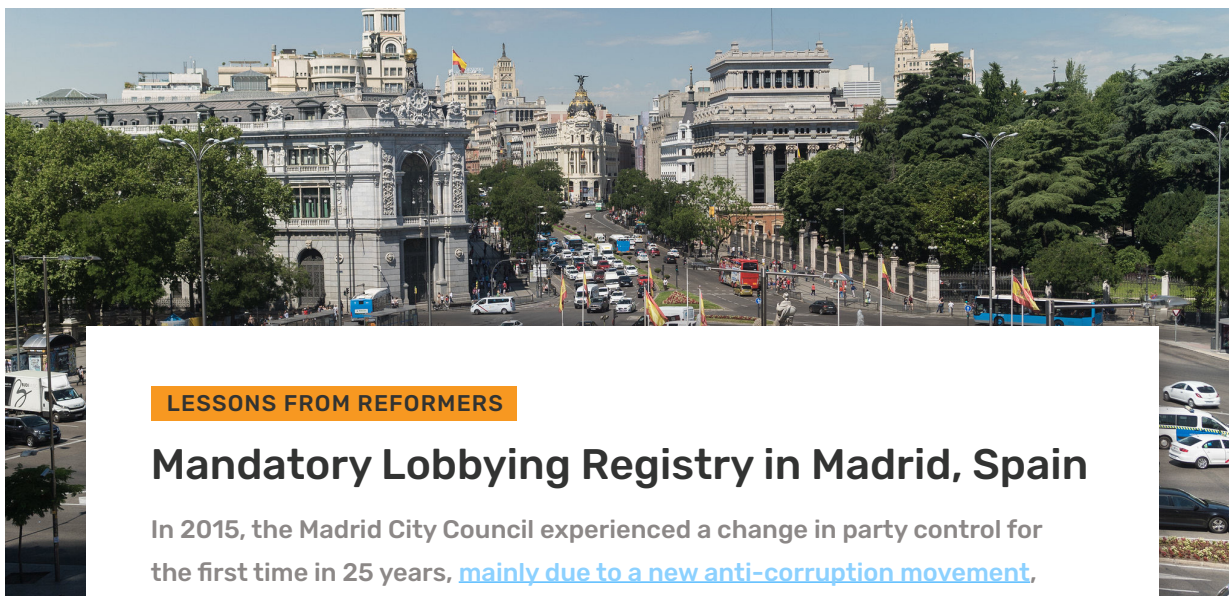 LESSONS FROM REFORMERS
Mandatory Lobbying Registry in Madrid, Spain
In 2015, the Madrid City Council experienced a change in party control for
the first time in 25 years, mainly due to a new anti-corruption movement,